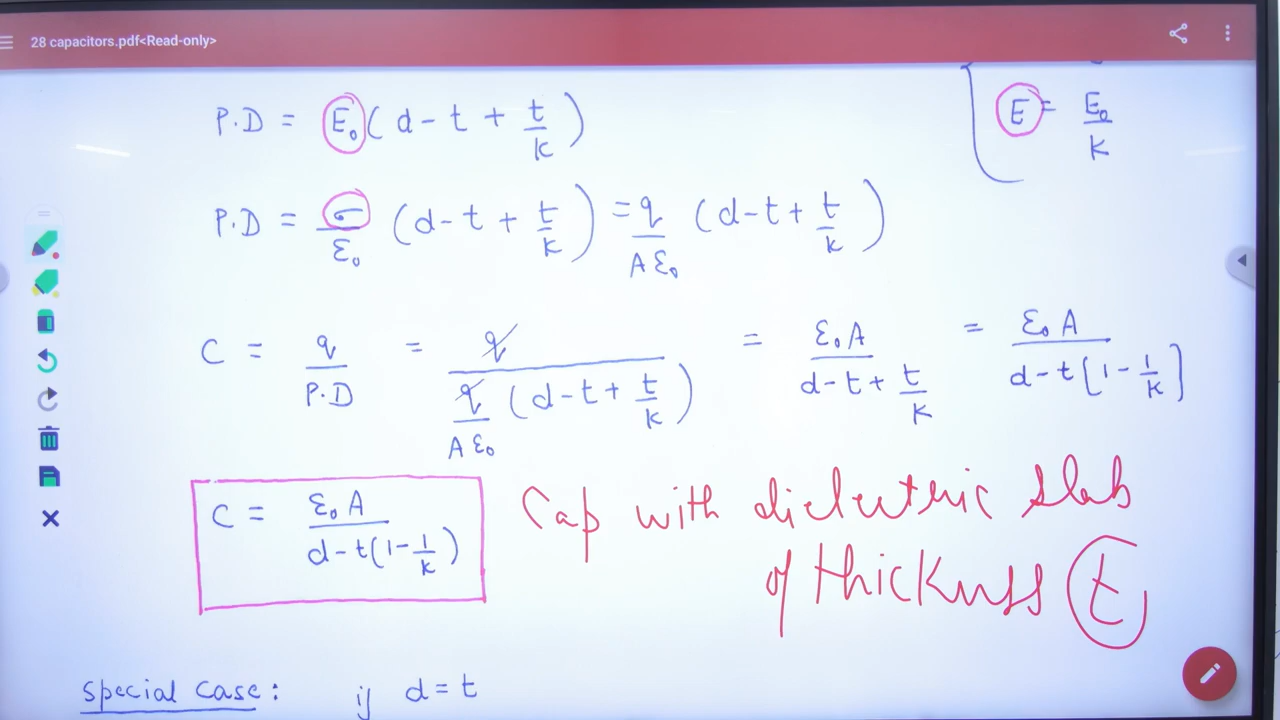 28 capacitors.pdf<Read-only>
P.D = E₀(d-t + t/k)
E = E₀/k
P.D = σ/ε₀ (d-t + t/k) = q/Aε₀ (d-t + t/k)
C = q/P.D = q/(q/Aε₀ (d-t + t/k)) = ε₀A/(d-t + t/k) = ε₀A/(d-t[1-1/k])
C = ε₀A/(d-t(1-1/k))
Cap with dielectric slab
of thickness t
Special Case: if d=t